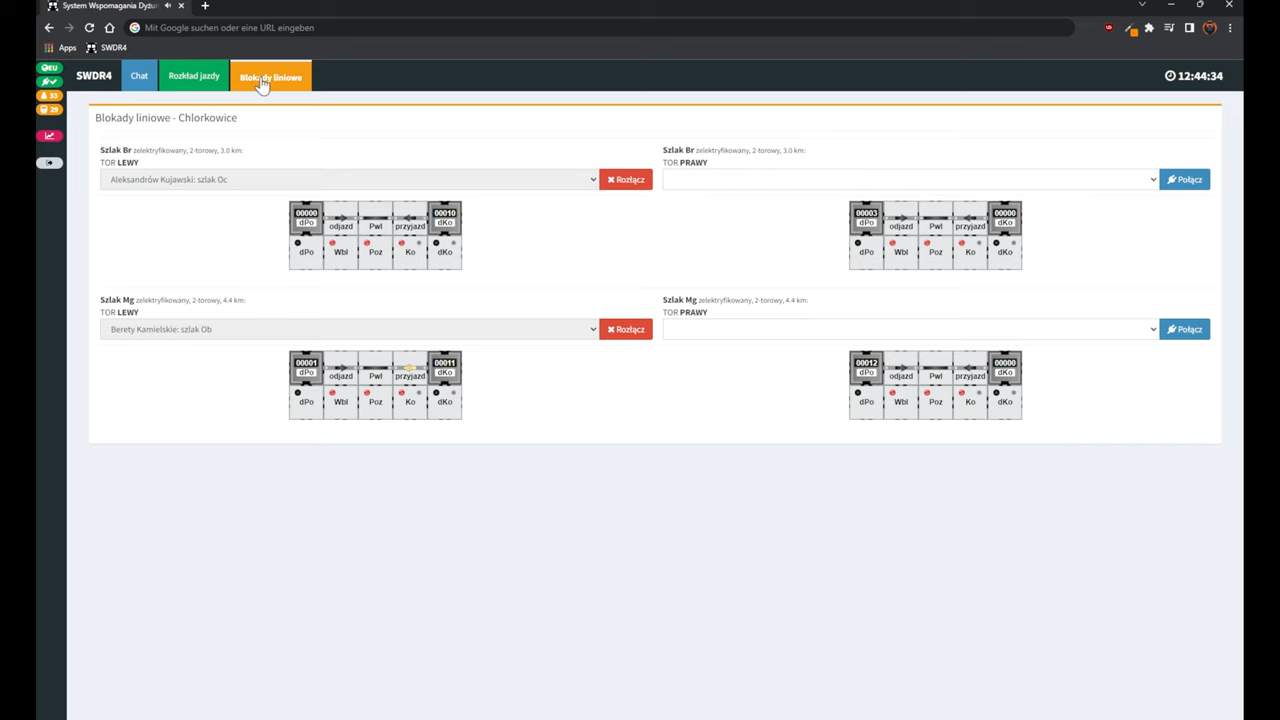 System Wspomagania Dyżu
Mit Google suchen oder eine URL eingeben
Apps SWDR4
EU
33
29
SWDR4 Chat Rozkład jazdy Blokady liniowe 12:44:34
Blokady liniowe - Chlorkowice
Szlak Br zelektryfikowany, 2-torowy, 3.0 km:
TOR LEWY
Aleksandrów Kujawski: szlak Oc Rozłącz
00000 dPo odjazd Pwl przyjazd 00010 dKo
dPo Wbl Poz Ko dKo
Szlak Br zelektryfikowany, 2-torowy, 3.0 km:
TOR PRAWY
Połącz
00003 dPo odjazd Pwl przyjazd 00000 dKo
dPo Wbl Poz Ko dKo
Szlak Mg zelektryfikowany, 2-torowy, 4.4 km:
TOR LEWY
Berety Kamielskie: szlak Ob Rozłącz
00001 dPo odjazd Pwl przyjazd 00011 dKo
dPo Wbl Poz Ko dKo
Szlak Mg zelektryfikowany, 2-torowy, 4.4 km:
TOR PRAWY
Połącz
00012 dPo odjazd Pwl przyjazd 00000 dKo
dPo Wbl Poz Ko dKo